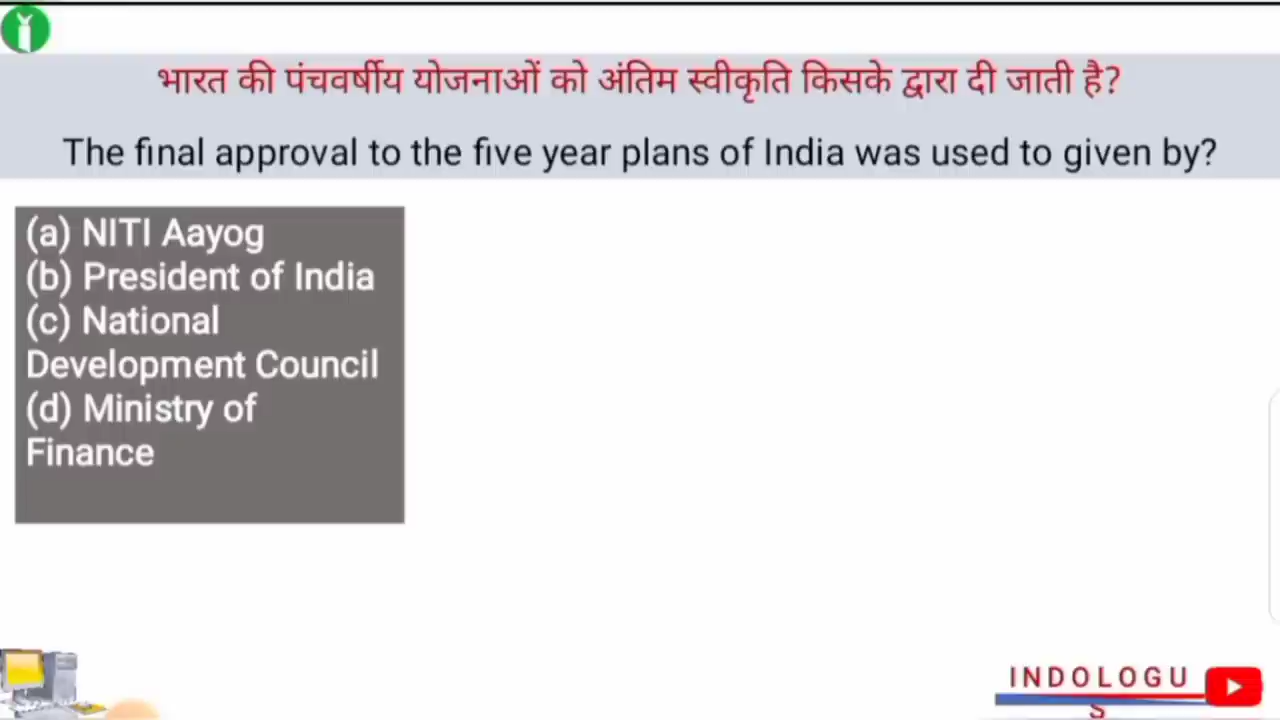 भारत की पंचवर्षीय योजनाओं को अंतिम स्वीकृति किसके द्वारा दी जाती है?
The final approval to the five year plans of India was used to given by?
(a) NITI Aayog
(b) President of India
(c) National
Development Council
(d) Ministry of
Finance
INDOLOGU
S